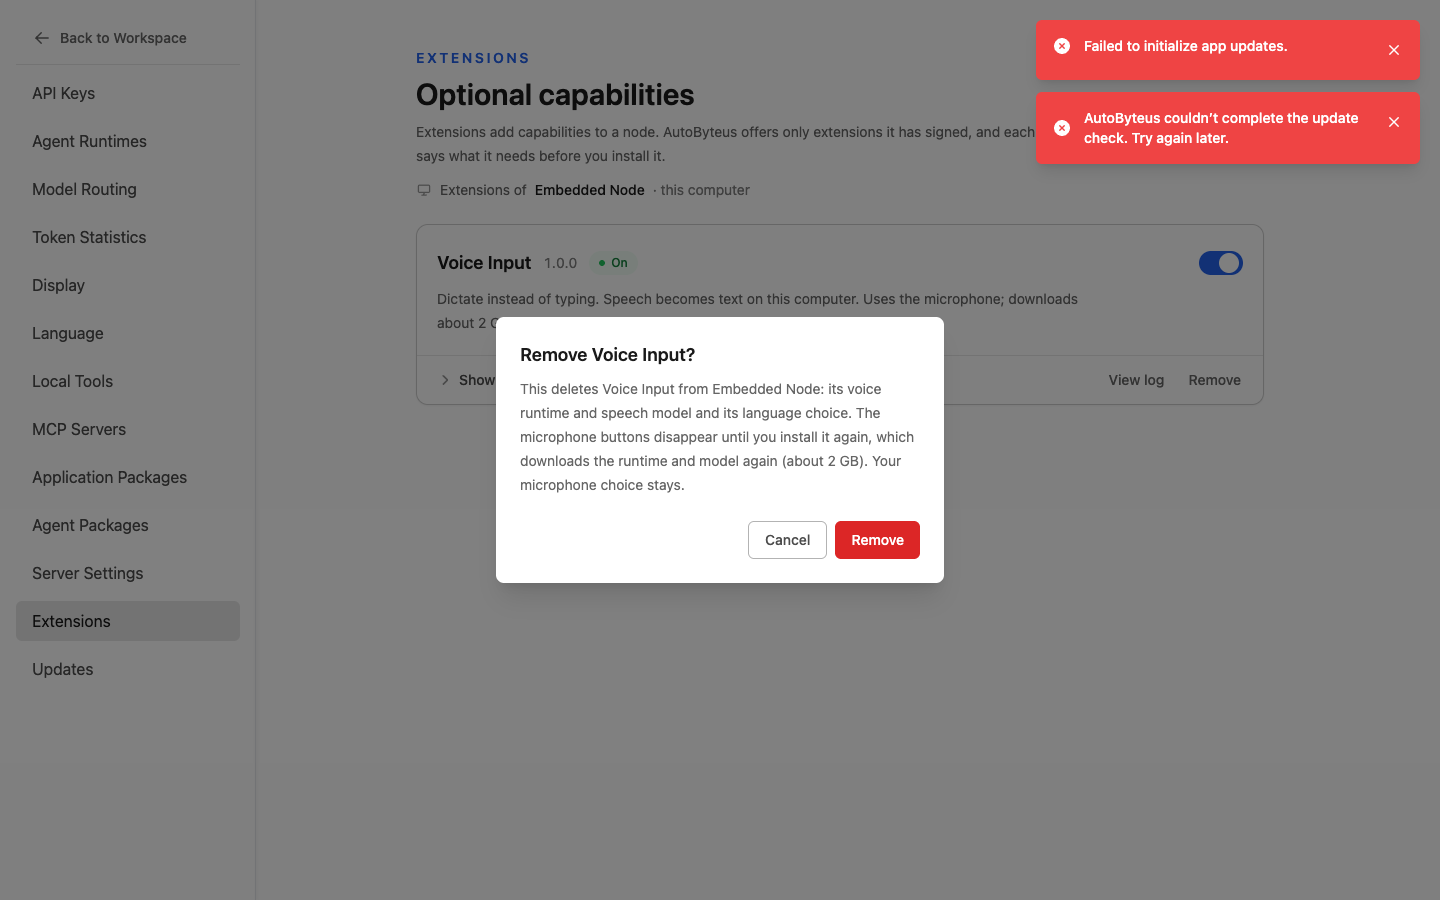 Back to Workspace
API Keys
Agent Runtimes
Model Routing
Token Statistics
Display
Language
Local Tools
MCP Servers
Application Packages
Agent Packages
Server Settings
Extensions
Updates
EXTENSIONS
Optional capabilities
Extensions add capabilities to a node. AutoByteus offers only extensions it has signed, and each
says what it needs before you install it.
Extensions of Embedded Node · this computer
Voice Input 1.0.0 On
Dictate instead of typing. Speech becomes text on this computer. Uses the microphone; downloads
about 2
Show
View log Remove
Remove Voice Input?
This deletes Voice Input from Embedded Node: its voice
runtime and speech model and its language choice. The
microphone buttons disappear until you install it again, which
downloads the runtime and model again (about 2 GB). Your
microphone choice stays.
Cancel Remove
Failed to initialize app updates.
AutoByteus couldn’t complete the update
check. Try again later.